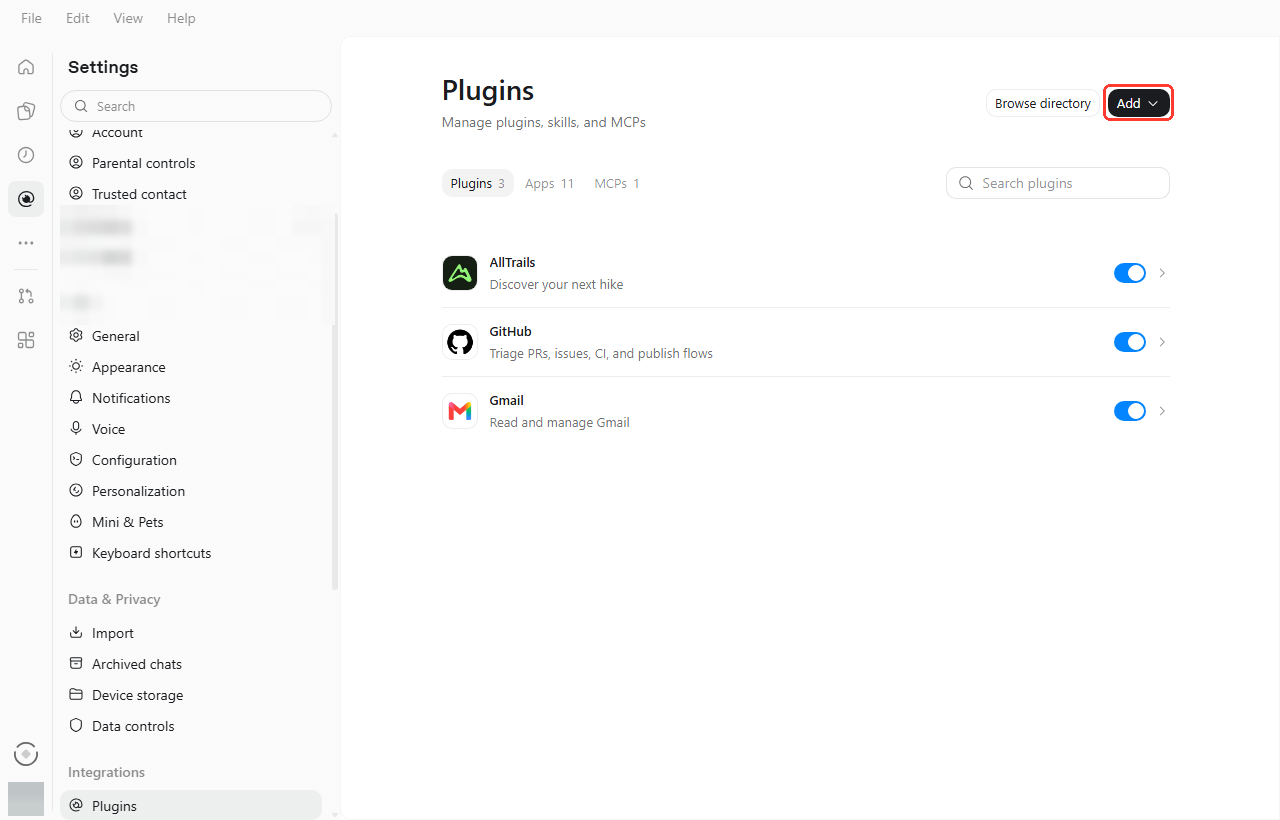 File Edit View Help
Settings
Search
Account
Parental controls
Trusted contact
General
Appearance
Notifications
Voice
Configuration
Personalization
Mini & Pets
Keyboard shortcuts
Data & Privacy
Import
Archived chats
Device storage
Data controls
Integrations
Plugins
Plugins
Manage plugins, skills, and MCPs
Browse directory
Add
Plugins 3 Apps 11 MCPs 1
Search plugins
AllTrails
Discover your next hike
GitHub
Triage PRs, issues, CI, and publish flows
Gmail
Read and manage Gmail